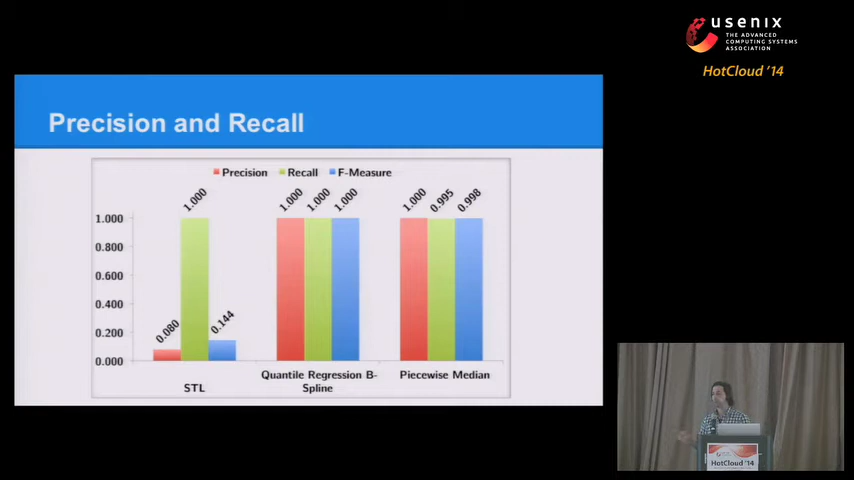 usenix
THE ADVANCED
COMPUTING SYSTEMS
ASSOCIATION
HotCloud '14
Precision and Recall
Precision Recall F-Measure
1.000
0.800
0.600
0.400
0.200
0.000
0.080
1.000
0.144
1.000
1.000
1.000
1.000
0.995
0.998
STL
Quantile Regression B-
Spline
Piecewise Median
HotCloud '14